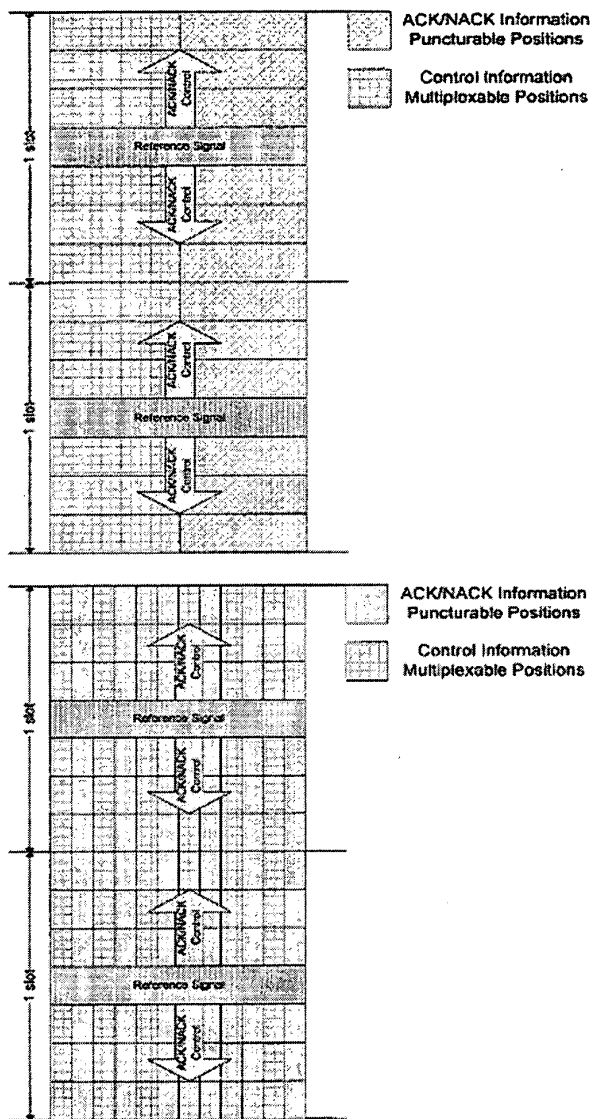 ACK/NACK Information
Puncturable Positions
Control Information
Multiplexable Positions
1 slot
ACK/NACK
Control
Reference Signal
ACK/NACK
Control
1 slot
ACK/NACK
Control
Reference Signal
ACK/NACK
Control
ACK/NACK Information
Puncturable Positions
Control Information
Multiplexable Positions
1 slot
ACK/NACK
Control
Reference Signal
ACK/NACK
Control
1 slot
ACK/NACK
Control
Reference Signal
ACK/NACK
Control